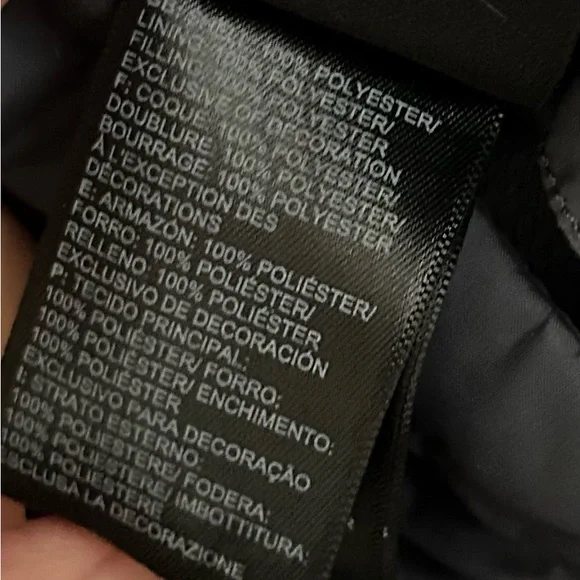 100% POLYESTER/
LINING: 100% POLYESTER/
FILLING: 100% POLYESTER
EXCLUSIVE OF DECORATION
F: COQUE: 100% POLYESTER/
DOUBLURE: 100% POLYESTER/
BOURRAGE: 100% POLYESTER
À L'EXCEPTION DES
DÉCORATIONS
E: ARMAZÓN: 100% POLIÉSTER/
FORRO: 100% POLIÉSTER/
RELLENO: 100% POLIÉSTER
EXCLUSIVO DE DECORACIÓN
P: TECIDO PRINCIPAL:
100% POLIÉSTER/ FORRO:
100% POLIÉSTER/ ENCHIMENTO:
100% POLIÉSTER
EXCLUSIVO PARA DECORAÇÃO
I: STRATO ESTERNO:
100% POLIESTERE/ FODERA:
100% POLIESTERE/ IMBOTTITURA:
100% POLIESTERE
ESCLUSA LA DECORAZIONE